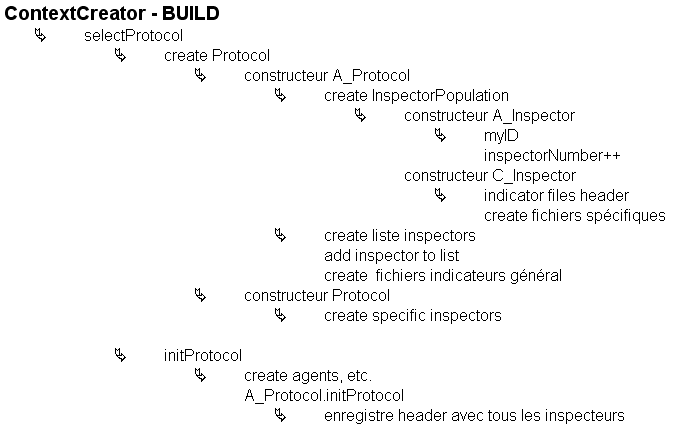 ContextCreator - BUILD
selectProtocol
create Protocol
constructeur A_Protocol
create InspectorPopulation
constructeur A_Inspector
myID
inspectorNumber++
constructeur C_Inspector
indicator files header
create fichiers spécifiques
create liste inspectors
add inspector to list
create fichiers indicateurs général
constructeur Protocol
create specific inspectors
initProtocol
create agents, etc.
A_Protocol.initProtocol
enregistre header avec tous les inspecteurs